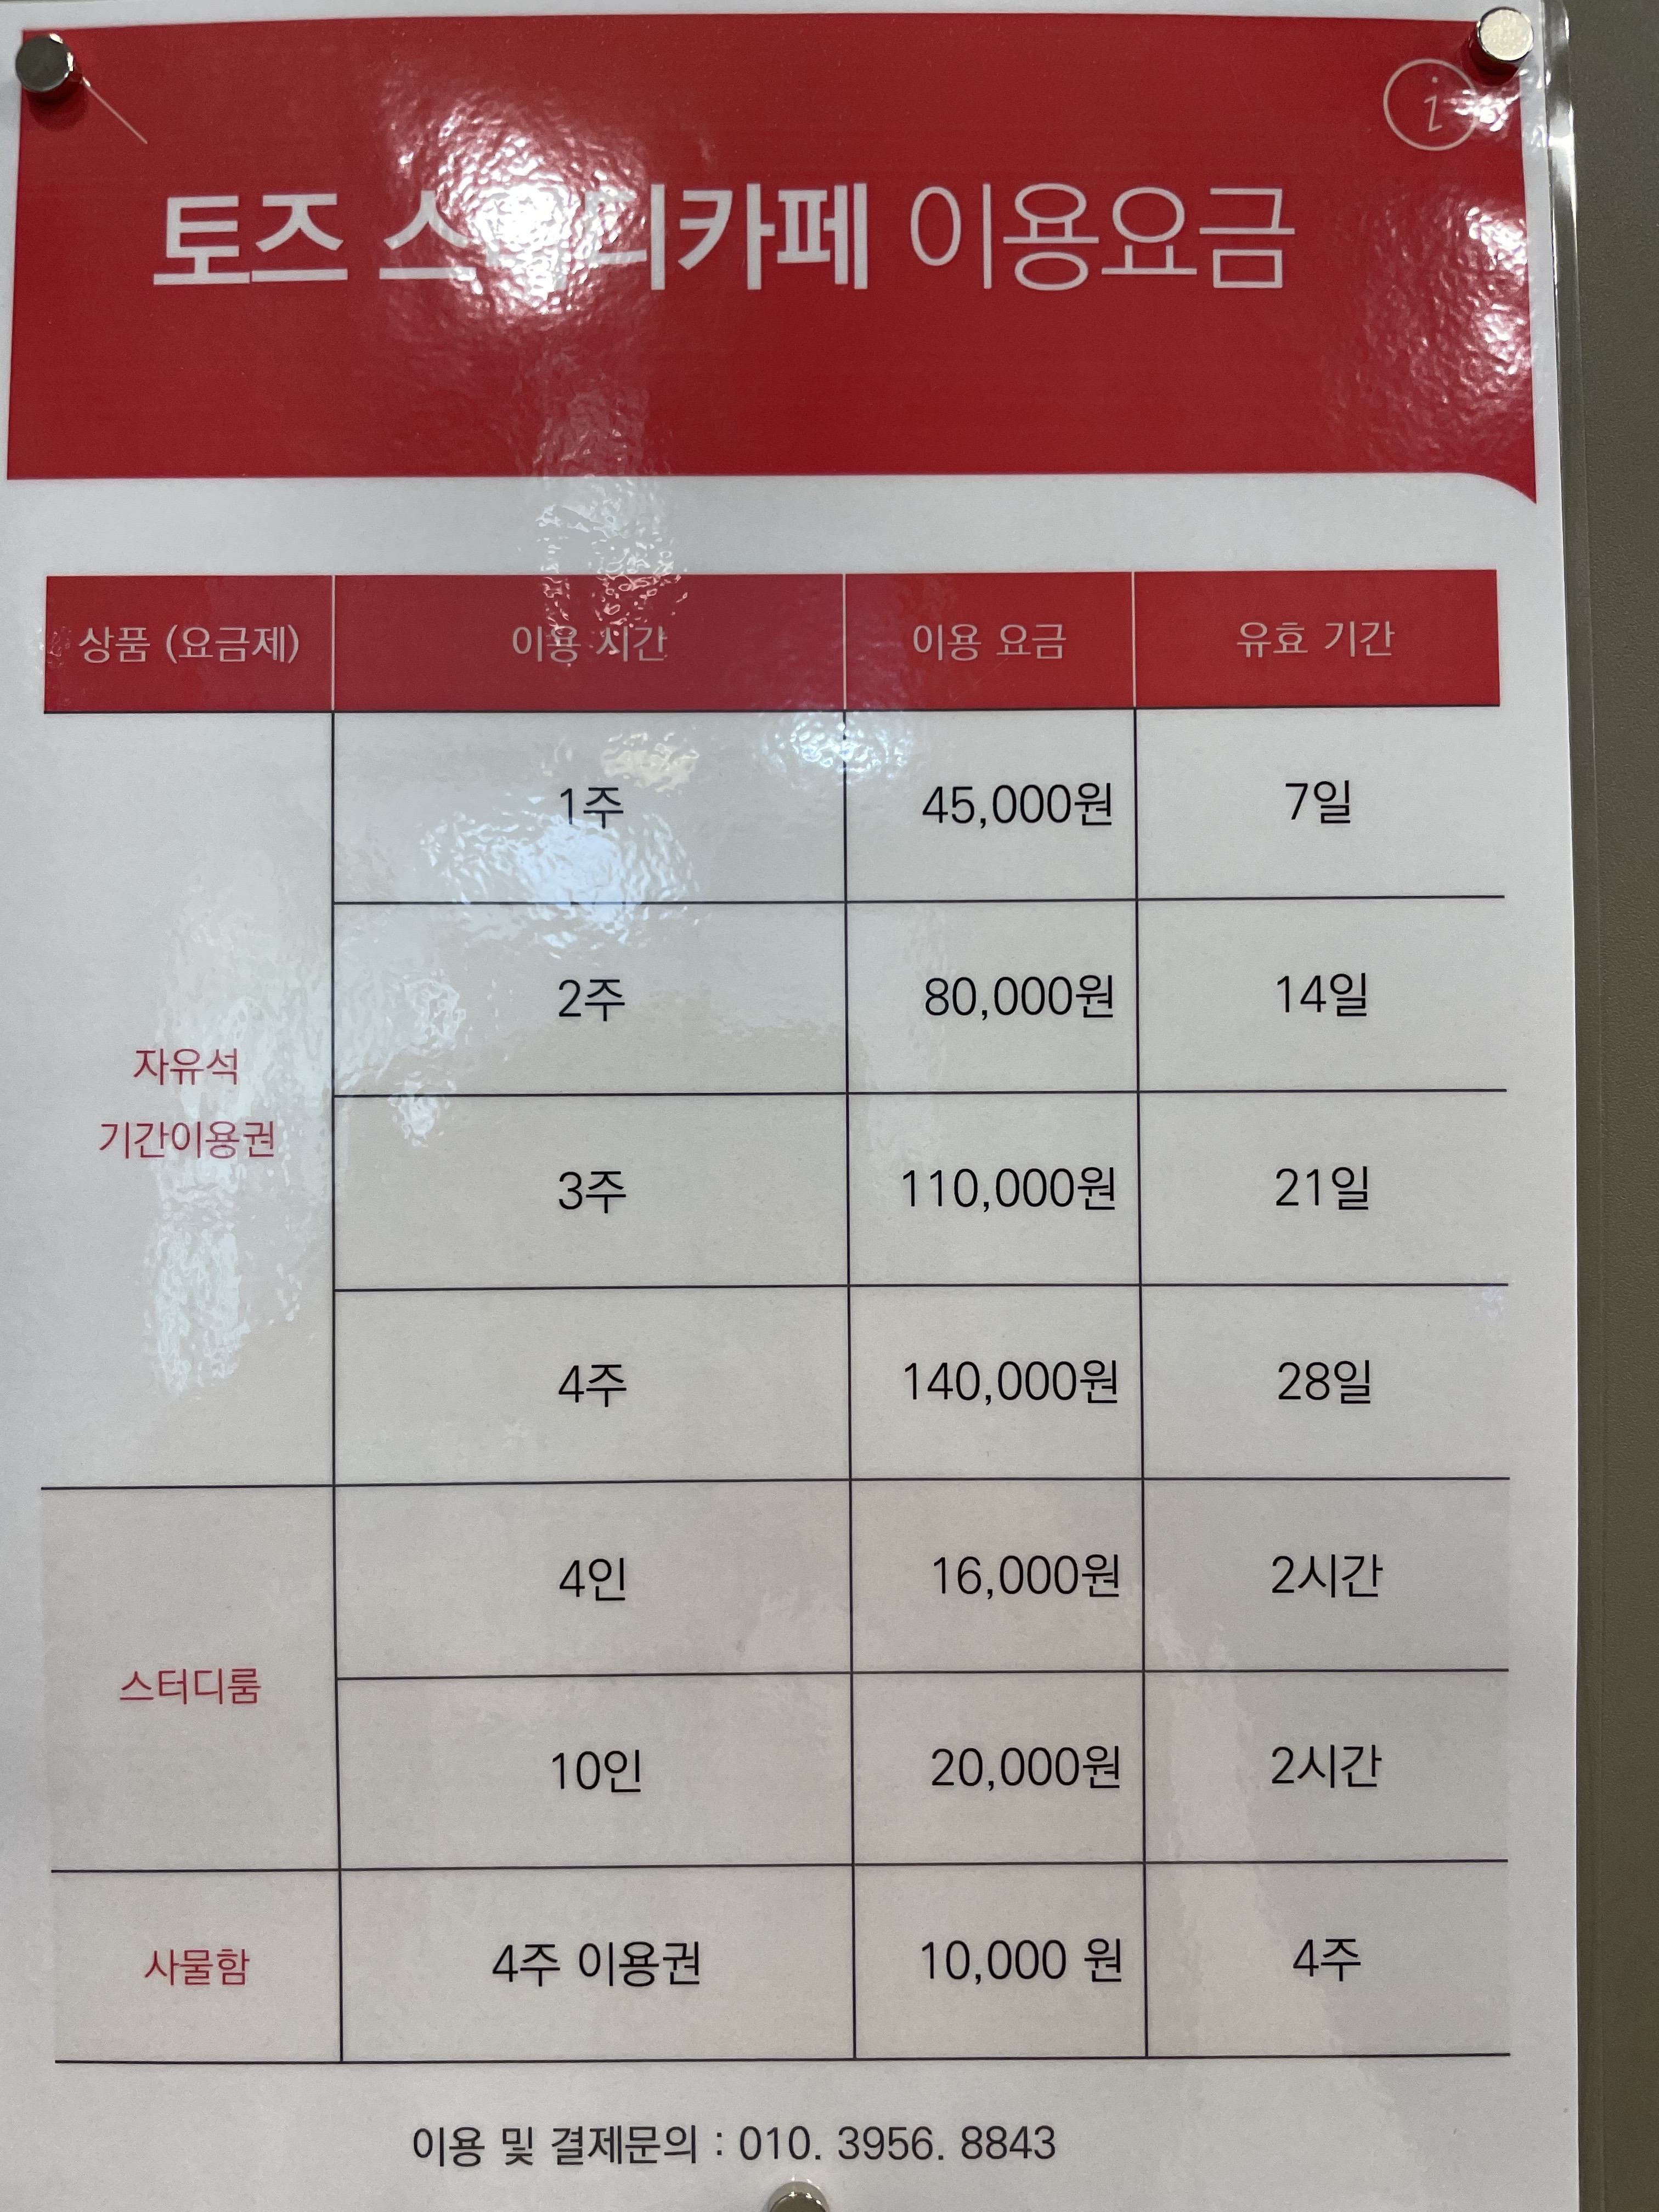 i
토즈 스터디카페 이용요금
상품 (요금제) 이용 시간 이용 요금 유효 기간
1주 45,000원 7일
2주 80,000원 14일
자유석
기간이용권
3주 110,000원 21일
4주 140,000원 28일
4인 16,000원 2시간
스터디룸
10인 20,000원 2시간
사물함 4주 이용권 10,000 원 4주
이용 및 결제문의 : 010. 3956. 8843